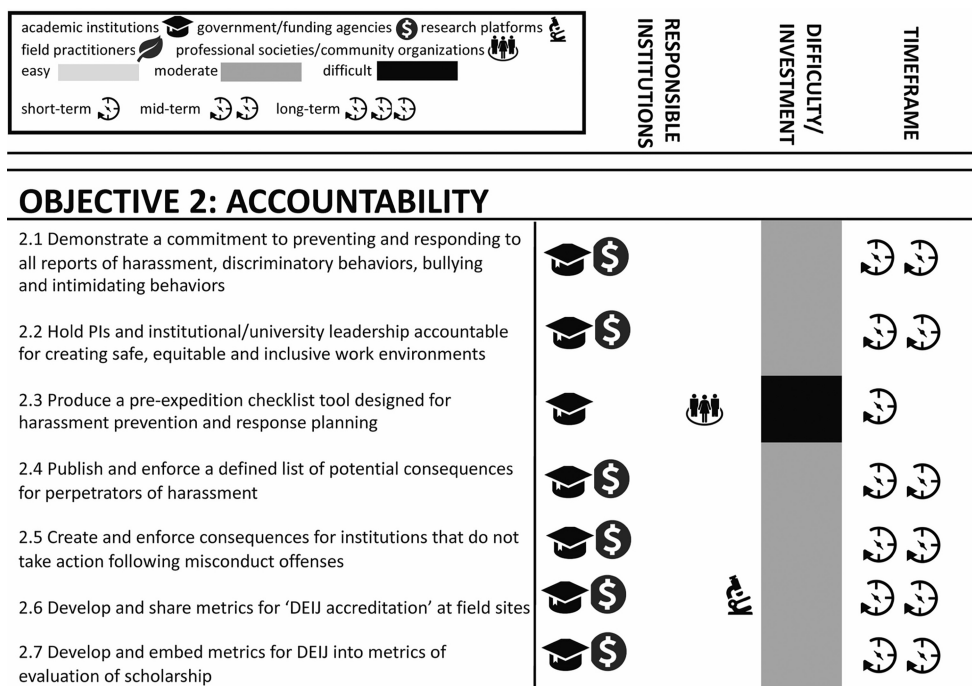 academic institutions government/funding agencies $ research platforms
field practitioners professional societies/community organizations
easy moderate difficult
short-term mid-term long-term
RESPONSIBLE
INSTITUTIONS
DIFFICULTY/
INVESTMENT
TIMEFRAME
OBJECTIVE 2: ACCOUNTABILITY
2.1 Demonstrate a commitment to preventing and responding to
all reports of harassment, discriminatory behaviors, bullying
and intimidating behaviors
$
2.2 Hold PIs and institutional/university leadership accountable
for creating safe, equitable and inclusive work environments
$
2.3 Produce a pre-expedition checklist tool designed for
harassment prevention and response planning
2.4 Publish and enforce a defined list of potential consequences
for perpetrators of harassment
$
2.5 Create and enforce consequences for institutions that do not
take action following misconduct offenses
$
2.6 Develop and share metrics for ‘DEIJ accreditation’ at field sites
$
2.7 Develop and embed metrics for DEIJ into metrics of
evaluation of scholarship
$